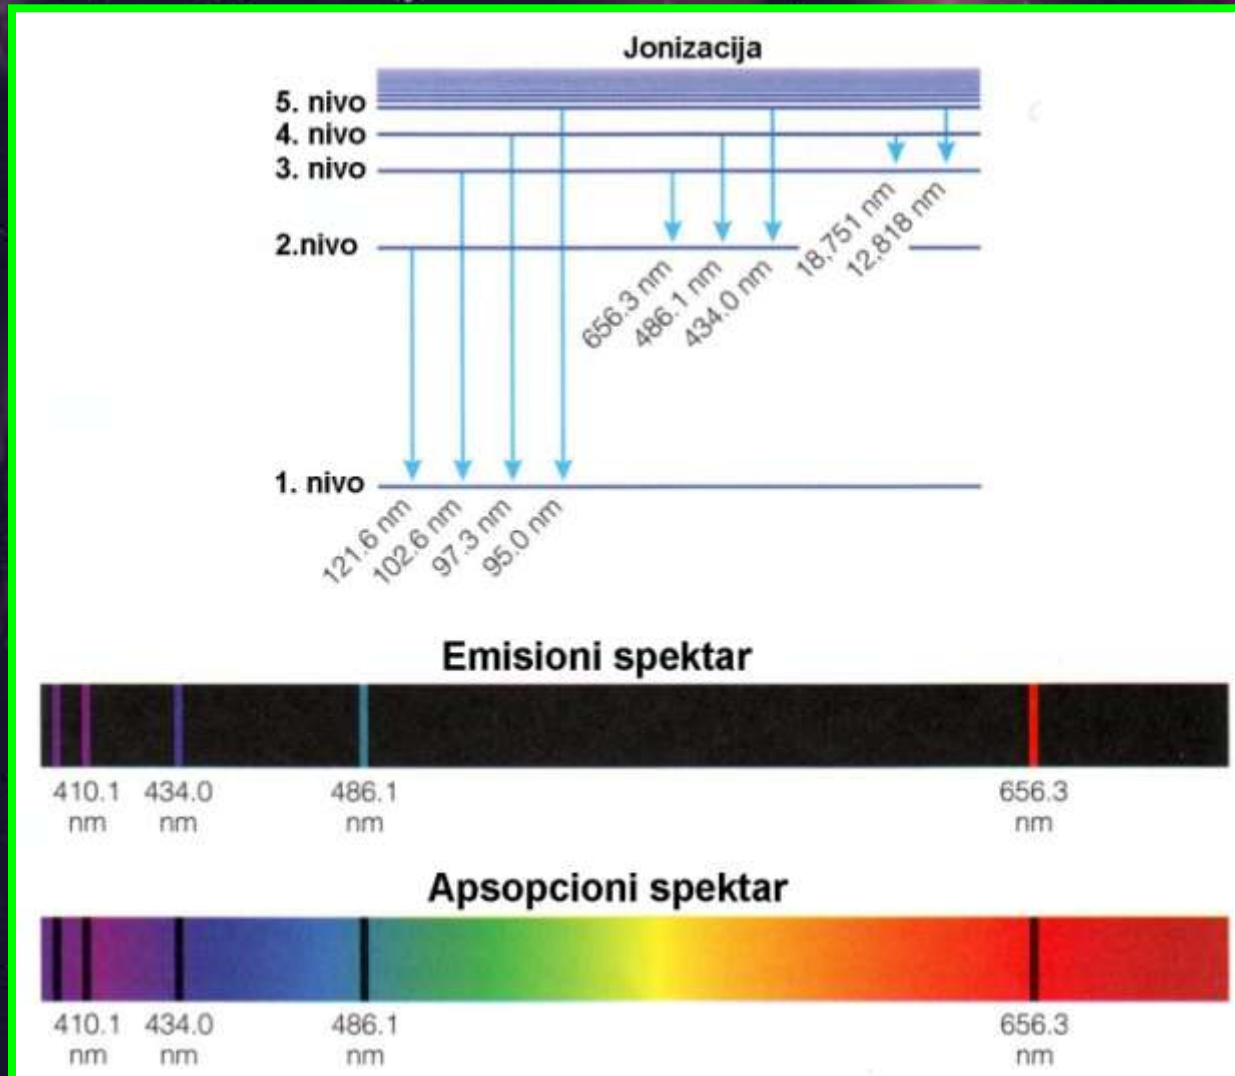 Jonizacija
5. nivo
4. nivo
3. nivo
2.nivo
18,751 nm
12,818 nm
656.3 nm
486.1 nm
434.0 nm
1. nivo
121.6 nm
102.6 nm
97.3 nm
95.0 nm
Emisioni spektar
410.1 434.0 486.1 656.3
nm nm nm nm
Apsopcioni spektar
410.1 434.0 486.1 656.3
nm nm nm nm